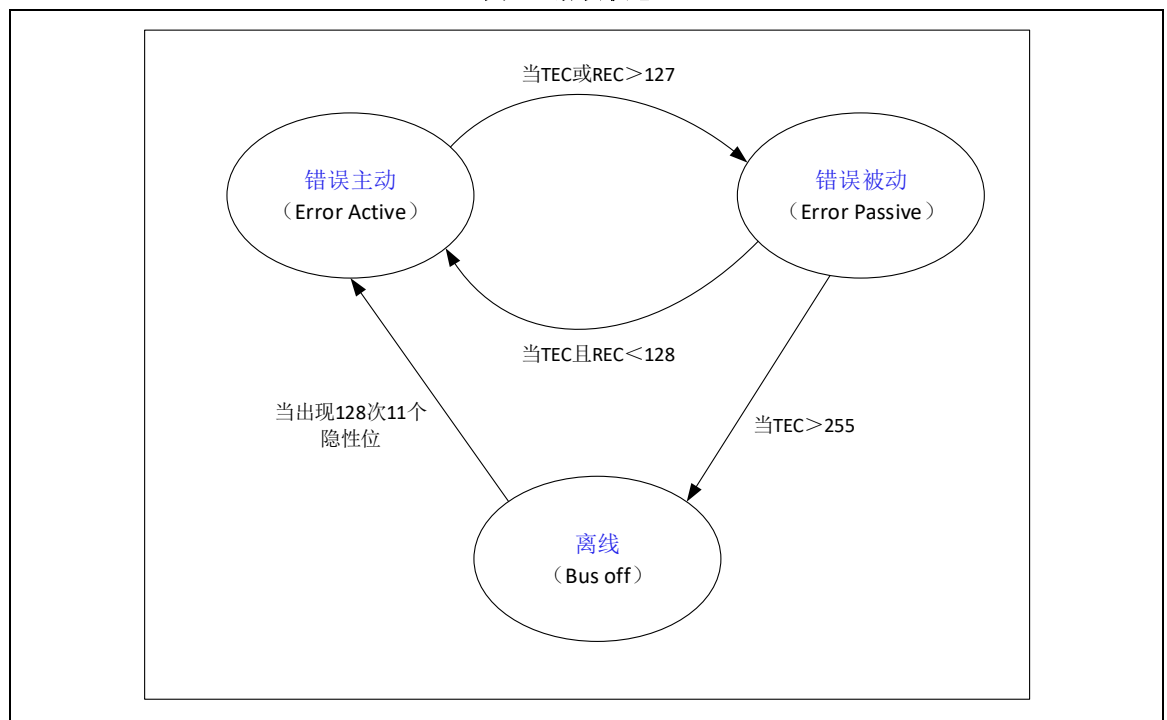 当TEC或REC＞127
错误主动
（Error Active）
错误被动
（Error Passive）
当TEC且REC＜128
当出现128次11个
隐性位
当TEC＞255
离线
（Bus off）